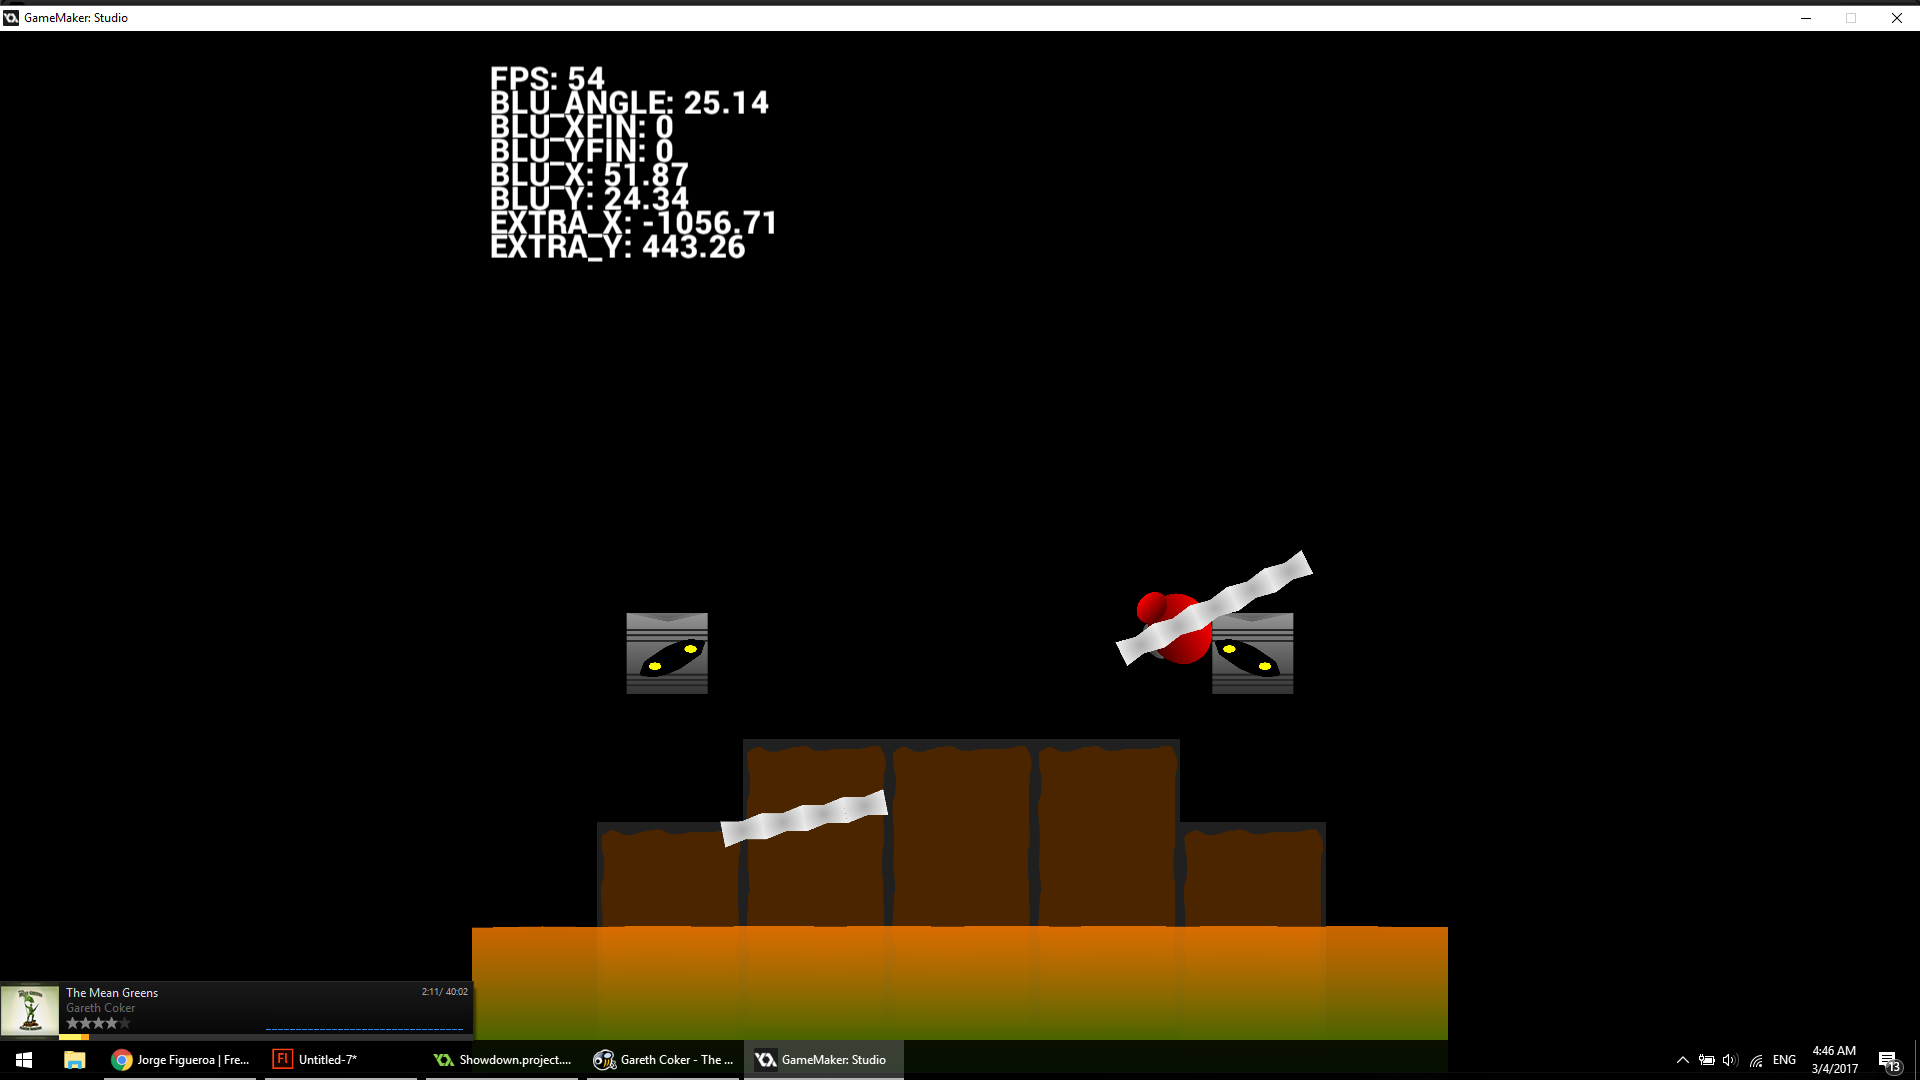 GameMaker: Studio
FPS: 54
BLU_ANGLE: 25.14
BLU_XFIN: 0
BLU_YFIN: 0
BLU_X: 51.87
BLU_Y: 24.34
EXTRA_X: -1056.71
EXTRA_Y: 443.26
The Mean Greens
2:11/ 40:02
Gareth Coker
Jorge Figueroa | Fre...
Fl
Untitled-7*
Showdown.project....
Gareth Coker - The ...
GameMaker: Studio
ENG
4:46 AM
3/4/2017
13